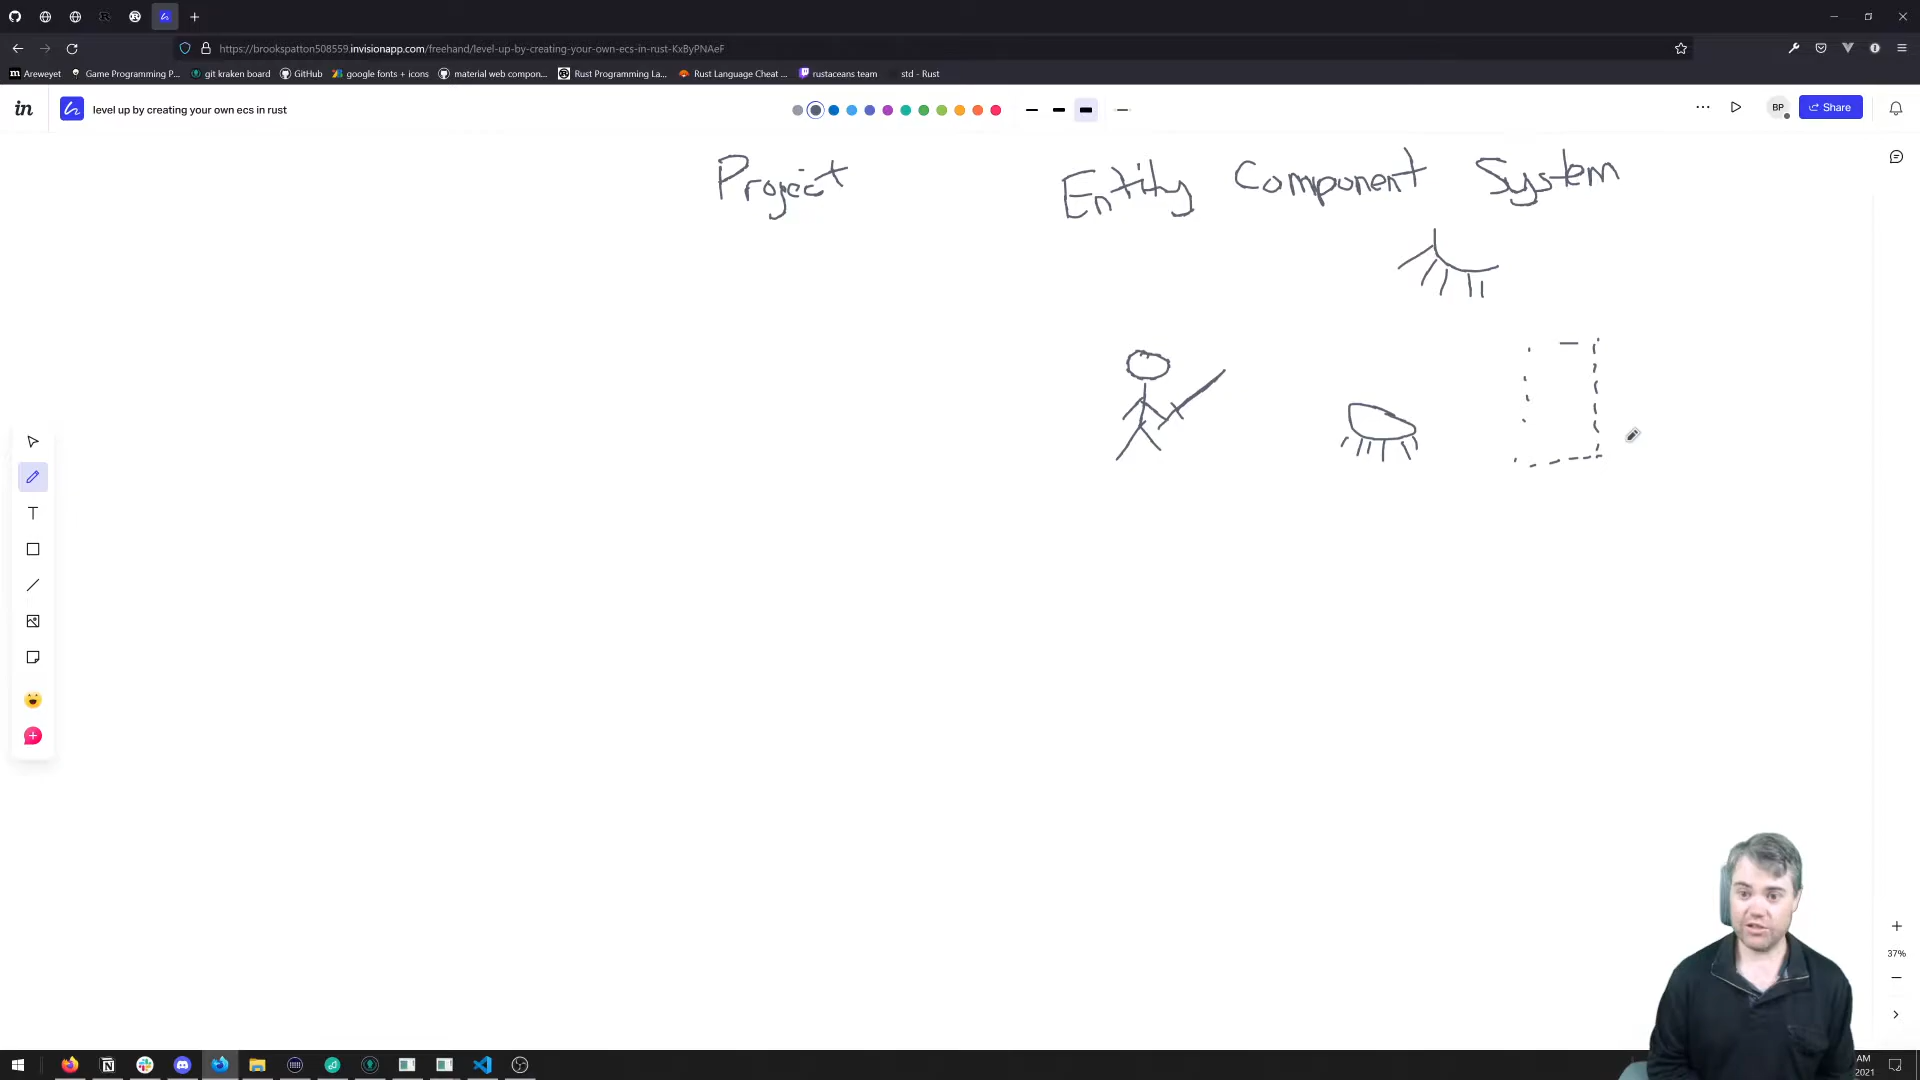 https://brookspatton508559.invisionapp.com/freehand/level-up-by-creating-your-own-ecs-in-rust-KxByPNAeF
Areweyet Game Programming P... git kraken board GitHub google fonts + icons material web compon... Rust Programming La... Rust Language Cheat ... rustaceans team std - Rust
in level up by creating your own ecs in rust BP Share
Project Entity Component System
T
37%
AM
2021